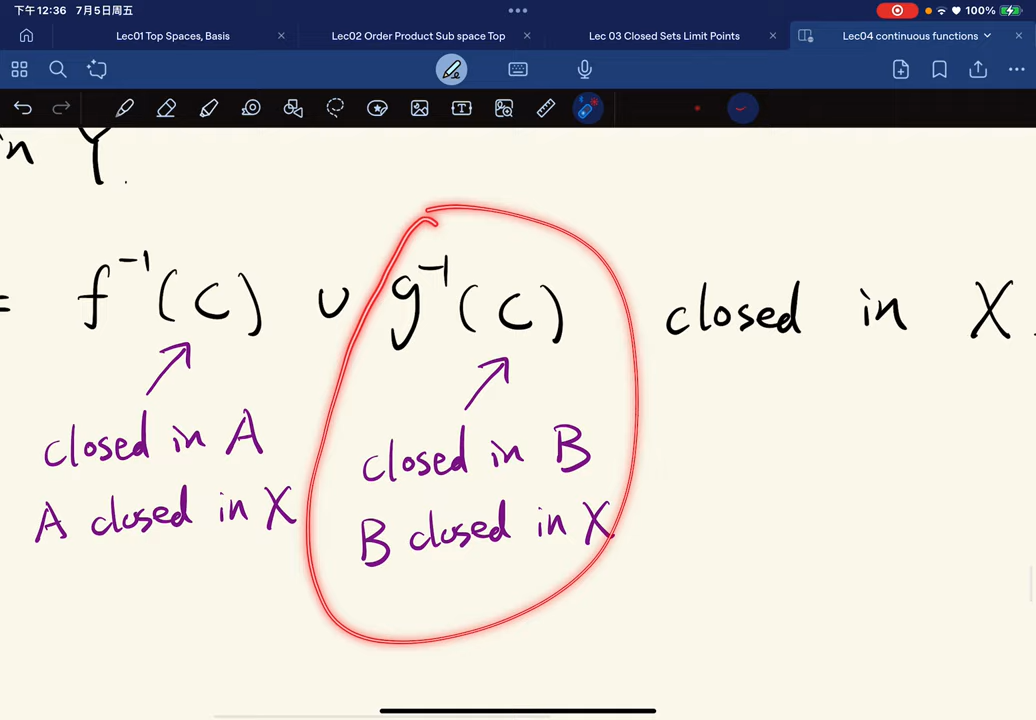 下午12:36 7月5日周五
100%
Lec01 Top Spaces, Basis
Lec02 Order Product Sub space Top
Lec 03 Closed Sets Limit Points
Lec04 continuous functions
in Y.
= f⁻¹(C) ∪ g⁻¹(C) closed in X.
closed in A
A closed in X
closed in B
B closed in X